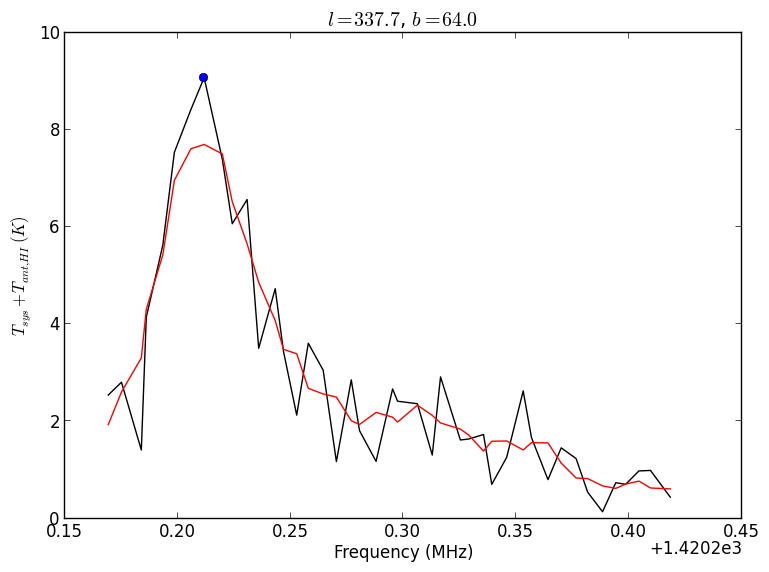 l = 337.7, b = 64.0
10
8
6
4
2
0
T_sys + T_ant,HI (K)
0.15 0.20 0.25 0.30 0.35 0.40 0.45
+1.4202e3
Frequency (MHz)